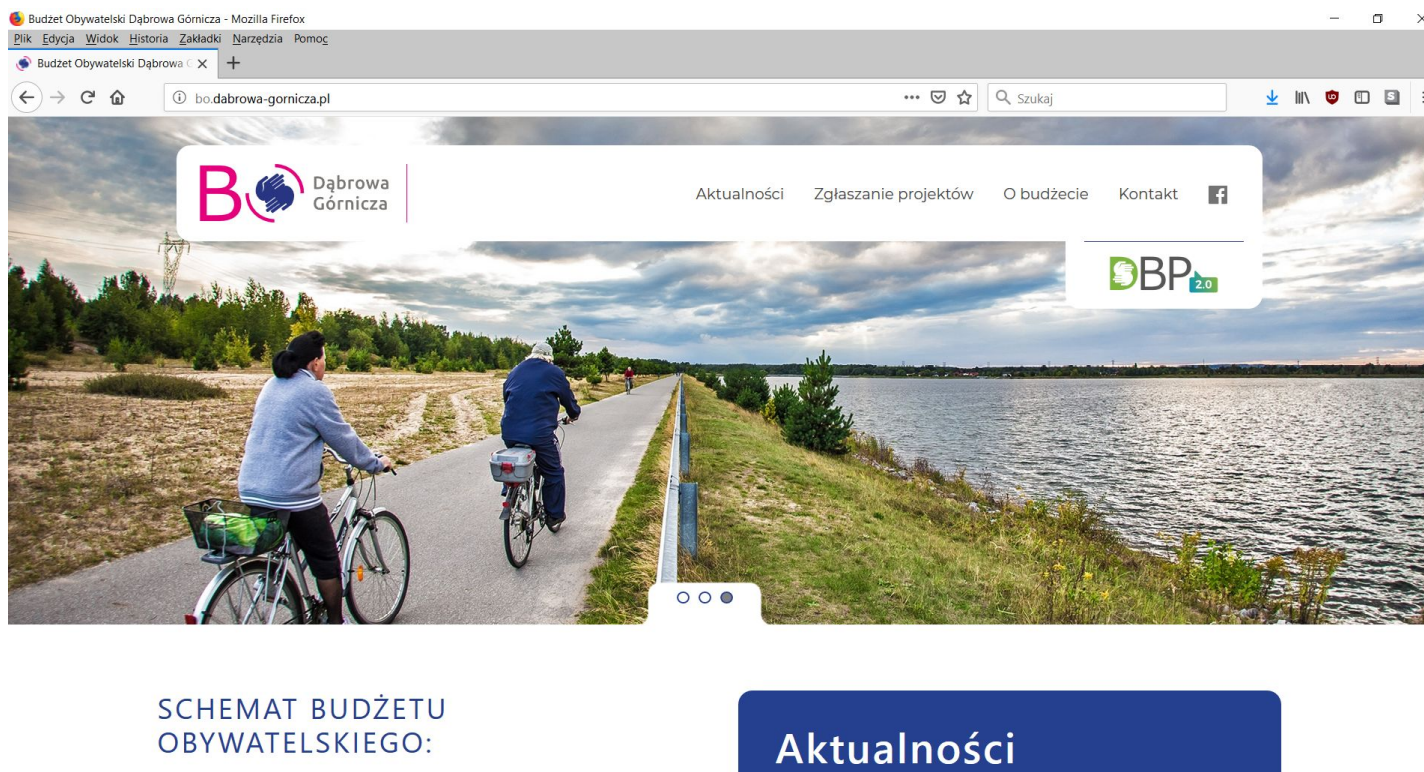 Budżet Obywatelski Dąbrowa Górnicza - Mozilla Firefox
Plik Edycja Widok Historia Zakładki Narzędzia Pomoc
Budżet Obywatelski Dąbrowa G
bo.dabrowa-gornicza.pl
Szukaj
BO Dąbrowa
Górnicza
Aktualności Zgłaszanie projektów O budżecie Kontakt
DBP 2.0
SCHEMAT BUDŻETU
OBYWATELSKIEGO:
Aktualności